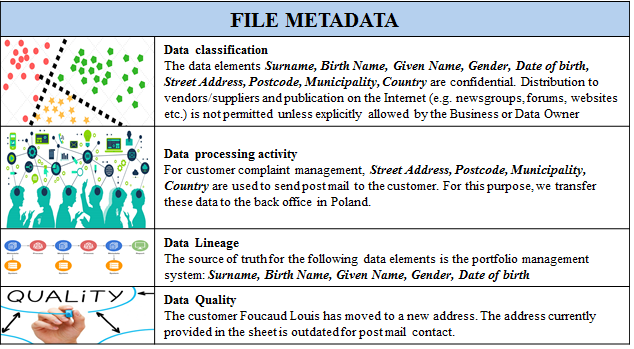 FILE METADATA
Data classification
The data elements Surname, Birth Name, Given Name, Gender, Date of birth,
Street Address, Postcode, Municipality, Country are confidential. Distribution to
vendors/suppliers and publication on the Internet (e.g. newsgroups, forums, websites
etc.) is not permitted unless explicitly allowed by the Business or Data Owner
Data processing activity
For customer complaint management, Street Address, Postcode, Municipality,
Country are used to send post mail to the customer. For this purpose, we transfer
these data to the back office in Poland.
Data Lineage
The source of truth for the following data elements is the portfolio management
system: Surname, Birth Name, Given Name, Gender, Date of birth
QUALITY
Data Quality
The customer Foucaud Louis has moved to a new address. The address currently
provided in the sheet is outdated for post mail contact.